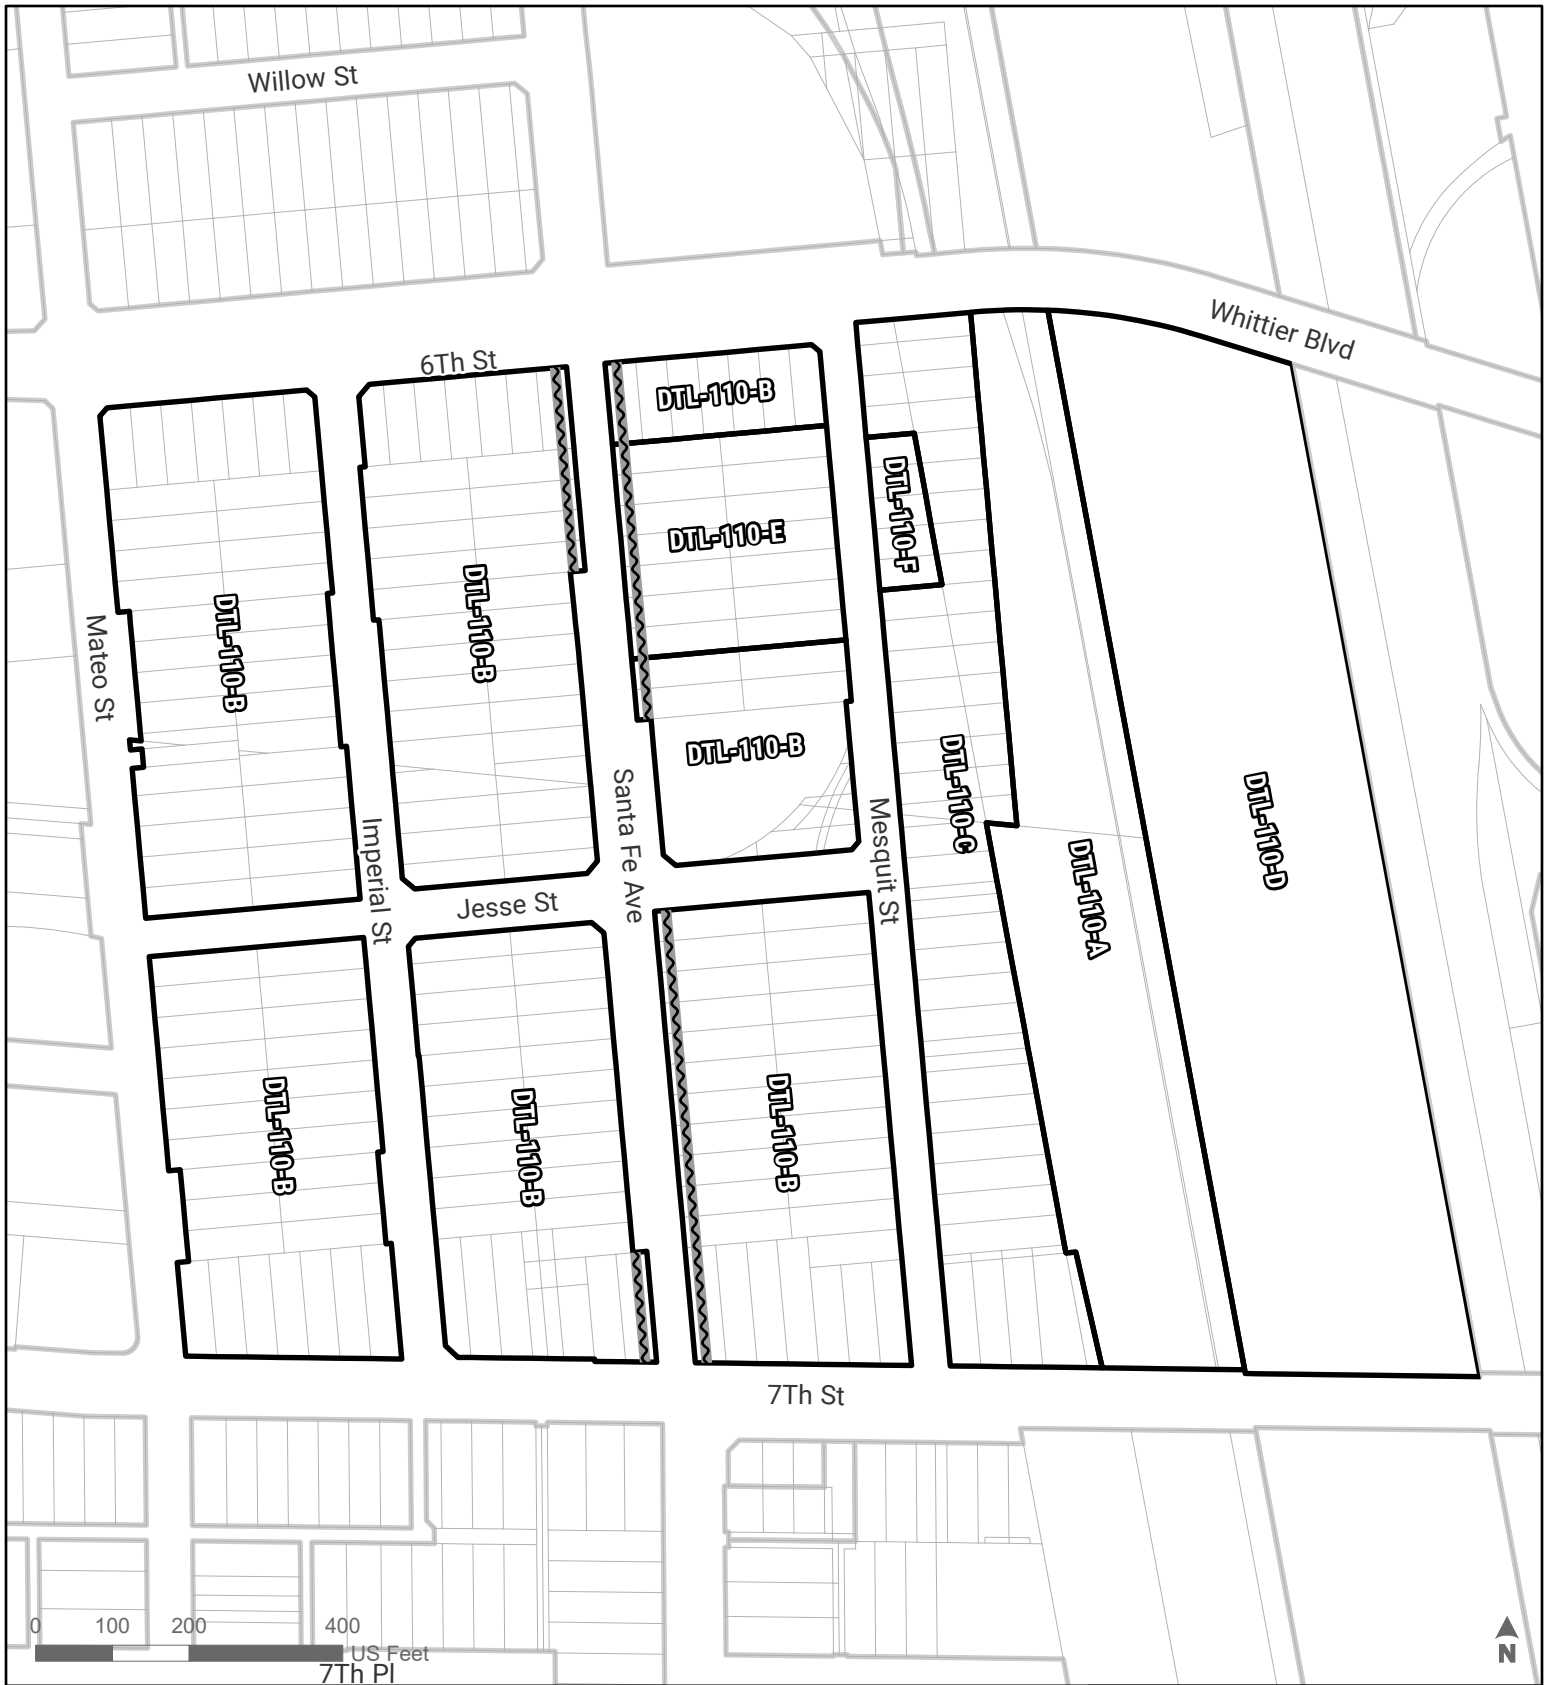 Willow St
Whittier Blvd
6Th St
DTL-110-B
DTL-110-F
DTL-110-E
DTL-110-B
DTL-110-B
Mateo St
DTL-110-B
DTL-110-C
Santa Fe Ave
Mesquit St
DTL-110-D
Imperial St
DTL-110-A
Jesse St
DTL-110-B
DTL-110-B
DTL-110-B
7Th St
0 100 200 400
US Feet
7Th Pl
N